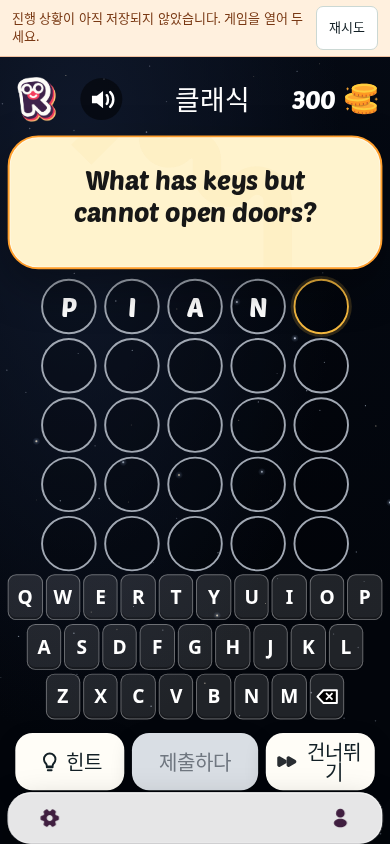 진행 상황이 아직 저장되지 않았습니다. 게임을 열어 두
세요.
재시도
클래식
300
What has keys but
cannot open doors?
P I A N
Q W E R T Y U I O P
A S D F G H J K L
Z X C V B N M
힌트
제출하다
건너뛰
기